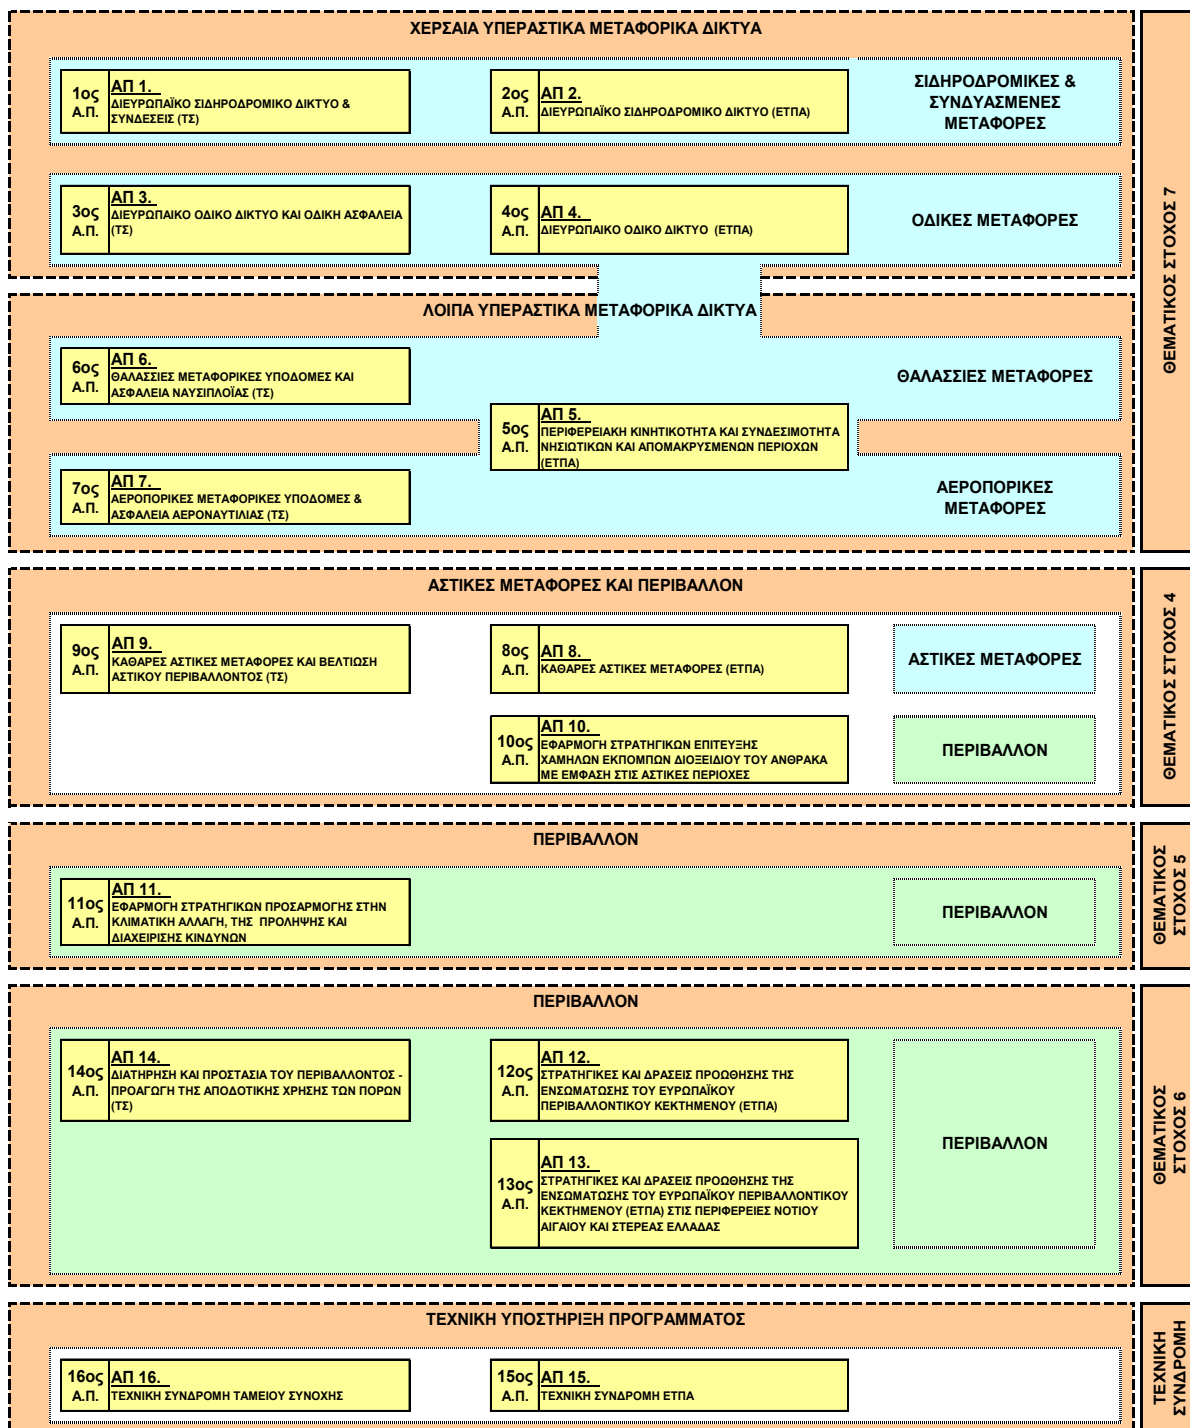 ΧΕΡΣΑΙΑ ΥΠΕΡΑΣΤΙΚΑ ΜΕΤΑΦΟΡΙΚΑ ΔΙΚΤΥΑ
1ος
Α.Π.
ΑΠ 1.
ΔΙΕΥΡΩΠΑΪΚΟ ΣΙΔΗΡΟΔΡΟΜΙΚΟ ΔΙΚΤΥΟ &
ΣΥΝΔΕΣΕΙΣ (ΤΣ)
2ος
Α.Π.
ΑΠ 2.
ΔΙΕΥΡΩΠΑΪΚΟ ΣΙΔΗΡΟΔΡΟΜΙΚΟ ΔΙΚΤΥΟ (ΕΤΠΑ)
ΣΙΔΗΡΟΔΡΟΜΙΚΕΣ &
ΣΥΝΔΥΑΣΜΕΝΕΣ
ΜΕΤΑΦΟΡΕΣ
3ος
Α.Π.
ΑΠ 3.
ΔΙΕΥΡΩΠΑΙΚΟ ΟΔΙΚΟ ΔΙΚΤΥΟ ΚΑΙ ΟΔΙΚΗ ΑΣΦΑΛΕΙΑ
(ΤΣ)
4ος
Α.Π.
ΑΠ 4.
ΔΙΕΥΡΩΠΑΙΚΟ ΟΔΙΚΟ ΔΙΚΤΥΟ (ΕΤΠΑ)
ΟΔΙΚΕΣ ΜΕΤΑΦΟΡΕΣ
ΘΕΜΑΤΙΚΟΣ ΣΤΟΧΟΣ 7
ΛΟΙΠΑ ΥΠΕΡΑΣΤΙΚΑ ΜΕΤΑΦΟΡΙΚΑ ΔΙΚΤΥΑ
6ος
Α.Π.
ΑΠ 6.
ΘΑΛΑΣΣΙΕΣ ΜΕΤΑΦΟΡΙΚΕΣ ΥΠΟΔΟΜΕΣ ΚΑΙ
ΑΣΦΑΛΕΙΑ ΝΑΥΣΙΠΛΟΪΑΣ (ΤΣ)
ΘΑΛΑΣΣΙΕΣ ΜΕΤΑΦΟΡΕΣ
5ος
Α.Π.
ΑΠ 5.
ΠΕΡΙΦΕΡΕΙΑΚΗ ΚΙΝΗΤΙΚΟΤΗΤΑ ΚΑΙ ΣΥΝΔΕΣΙΜΟΤΗΤΑ
ΝΗΣΙΩΤΙΚΩΝ ΚΑΙ ΑΠΟΜΑΚΡΥΣΜΕΝΩΝ ΠΕΡΙΟΧΩΝ
(ΕΤΠΑ)
7ος
Α.Π.
ΑΠ 7.
ΑΕΡΟΠΟΡΙΚΕΣ ΜΕΤΑΦΟΡΙΚΕΣ ΥΠΟΔΟΜΕΣ &
ΑΣΦΑΛΕΙΑ ΑΕΡΟΝΑΥΤΙΛΙΑΣ (ΤΣ)
ΑΕΡΟΠΟΡΙΚΕΣ
ΜΕΤΑΦΟΡΕΣ
ΑΣΤΙΚΕΣ ΜΕΤΑΦΟΡΕΣ ΚΑΙ ΠΕΡΙΒΑΛΛΟΝ
9ος
Α.Π.
ΑΠ 9.
ΚΑΘΑΡΕΣ ΑΣΤΙΚΕΣ ΜΕΤΑΦΟΡΕΣ ΚΑΙ ΒΕΛΤΙΩΣΗ
ΑΣΤΙΚΟΥ ΠΕΡΙΒΑΛΛΟΝΤΟΣ (ΤΣ)
8ος
Α.Π.
ΑΠ 8.
ΚΑΘΑΡΕΣ ΑΣΤΙΚΕΣ ΜΕΤΑΦΟΡΕΣ (ΕΤΠΑ)
ΑΣΤΙΚΕΣ ΜΕΤΑΦΟΡΕΣ
10ος
Α.Π.
ΑΠ 10.
ΕΦΑΡΜΟΓΗ ΣΤΡΑΤΗΓΙΚΩΝ ΕΠΙΤΕΥΞΗΣ
ΧΑΜΗΛΩΝ ΕΚΠΟΜΠΩΝ ΔΙΟΞΕΙΔΙΟΥ ΤΟΥ ΑΝΘΡΑΚΑ
ΜΕ ΕΜΦΑΣΗ ΣΤΙΣ ΑΣΤΙΚΕΣ ΠΕΡΙΟΧΕΣ
ΠΕΡΙΒΑΛΛΟΝ
ΘΕΜΑΤΙΚΟΣ ΣΤΟΧΟΣ 4
ΠΕΡΙΒΑΛΛΟΝ
11ος
Α.Π.
ΑΠ 11.
ΕΦΑΡΜΟΓΗ ΣΤΡΑΤΗΓΙΚΩΝ ΠΡΟΣΑΡΜΟΓΗΣ ΣΤΗΝ
ΚΛΙΜΑΤΙΚΗ ΑΛΛΑΓΗ, ΤΗΣ ΠΡΟΛΗΨΗΣ ΚΑΙ
ΔΙΑΧΕΙΡΙΣΗΣ ΚΙΝΔΥΝΩΝ
ΠΕΡΙΒΑΛΛΟΝ
ΘΕΜΑΤΙΚΟΣ
ΣΤΟΧΟΣ 5
ΠΕΡΙΒΑΛΛΟΝ
14ος
Α.Π.
ΑΠ 14.
ΔΙΑΤΗΡΗΣΗ ΚΑΙ ΠΡΟΣΤΑΣΙΑ ΤΟΥ ΠΕΡΙΒΑΛΛΟΝΤΟΣ -
ΠΡΟΑΓΩΓΗ ΤΗΣ ΑΠΟΔΟΤΙΚΗΣ ΧΡΗΣΗΣ ΤΩΝ ΠΟΡΩΝ
(ΤΣ)
12ος
Α.Π.
ΑΠ 12.
ΣΤΡΑΤΗΓΙΚΕΣ ΚΑΙ ΔΡΑΣΕΙΣ ΠΡΟΩΘΗΣΗΣ ΤΗΣ
ΕΝΣΩΜΑΤΩΣΗΣ ΤΟΥ ΕΥΡΩΠΑΪΚΟΥ
ΠΕΡΙΒΑΛΛΟΝΤΙΚΟΥ ΚΕΚΤΗΜΕΝΟΥ (ΕΤΠΑ)
13ος
Α.Π.
ΑΠ 13.
ΣΤΡΑΤΗΓΙΚΕΣ ΚΑΙ ΔΡΑΣΕΙΣ ΠΡΟΩΘΗΣΗΣ ΤΗΣ
ΕΝΣΩΜΑΤΩΣΗΣ ΤΟΥ ΕΥΡΩΠΑΪΚΟΥ ΠΕΡΙΒΑΛΛΟΝΤΙΚΟΥ
ΚΕΚΤΗΜΕΝΟΥ (ΕΤΠΑ) ΣΤΙΣ ΠΕΡΙΦΕΡΕΙΕΣ ΝΟΤΙΟΥ
ΑΙΓΑΙΟΥ ΚΑΙ ΣΤΕΡΕΑΣ ΕΛΛΑΔΑΣ
ΠΕΡΙΒΑΛΛΟΝ
ΘΕΜΑΤΙΚΟΣ
ΣΤΟΧΟΣ 6
ΤΕΧΝΙΚΗ ΥΠΟΣΤΗΡΙΞΗ ΠΡΟΓΡΑΜΜΑΤΟΣ
16ος
Α.Π.
ΑΠ 16.
ΤΕΧΝΙΚΗ ΣΥΝΔΡΟΜΗ ΤΑΜΕΙΟΥ ΣΥΝΟΧΗΣ
15ος
Α.Π.
ΑΠ 15.
ΤΕΧΝΙΚΗ ΣΥΝΔΡΟΜΗ ΕΤΠΑ
ΤΕΧΝΙΚΗ
ΣΥΝΔΡΟΜΗ